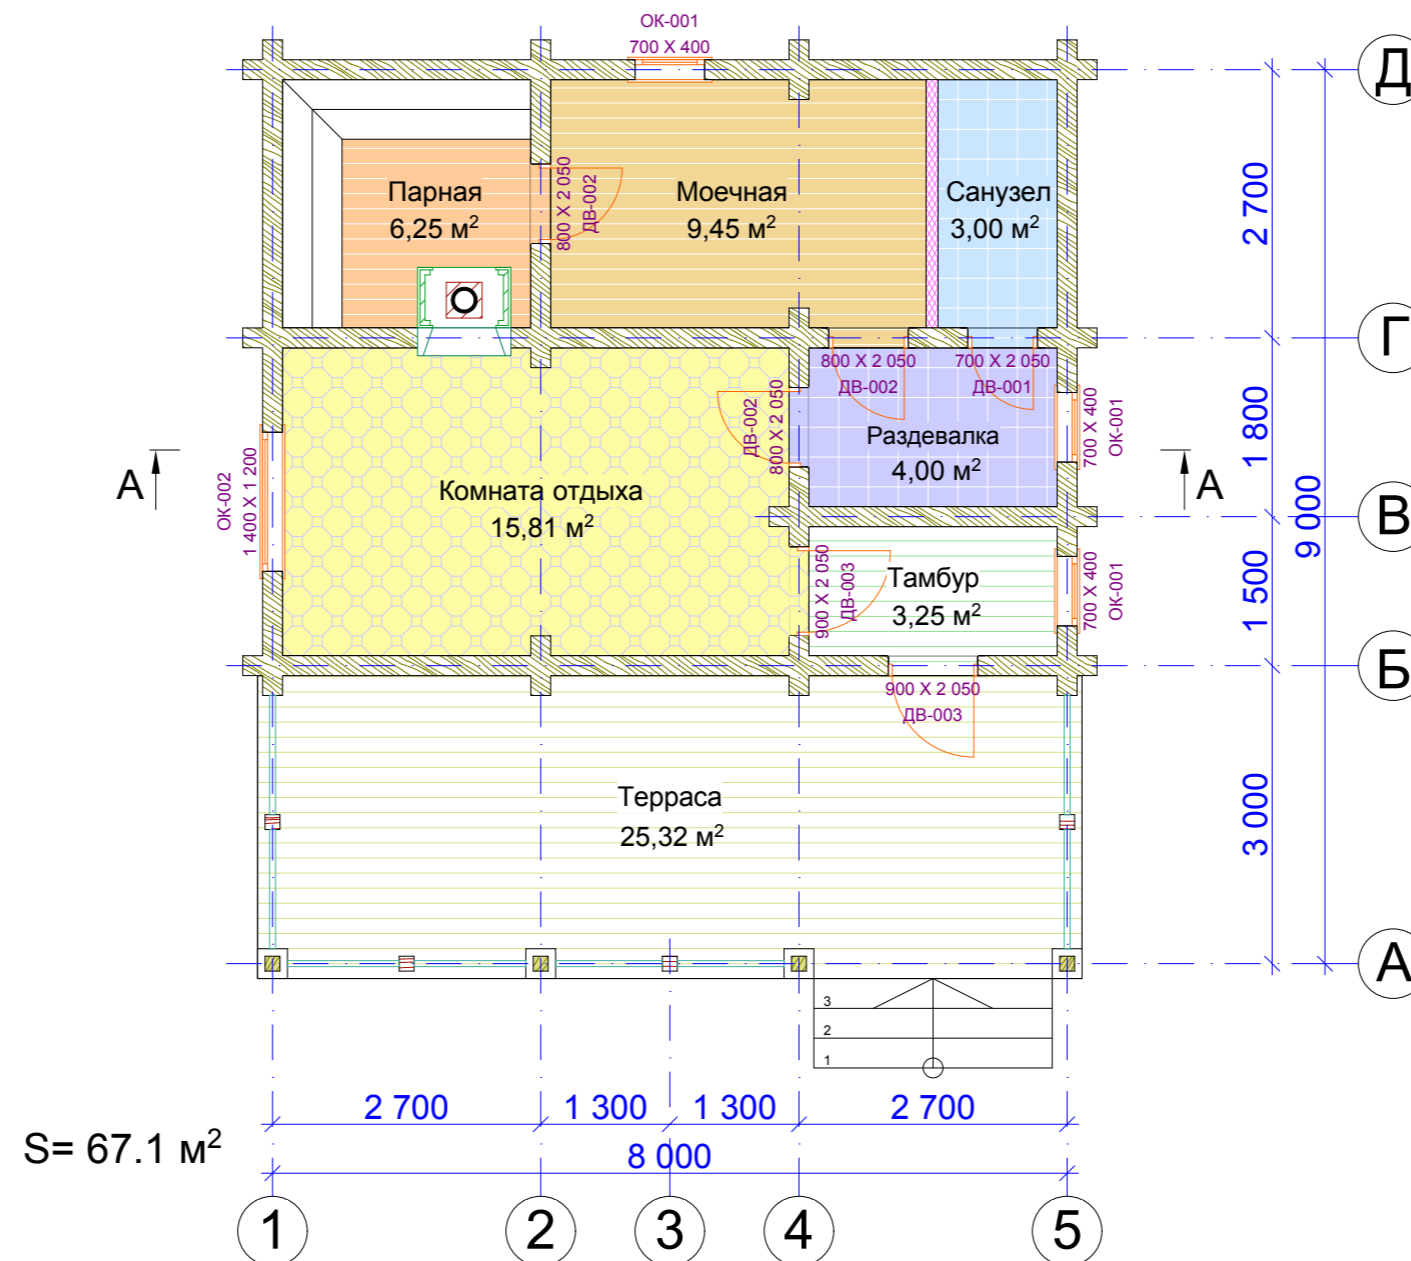 ОК-001
700 X 400
Д
Парная
6,25 м²
800 X 2 050
ДВ-002
Моечная
9,45 м²
Санузел
3,00 м²
2 700
Г
800 X 2 050
ДВ-002
700 X 2 050
ДВ-001
ДВ-002
800 X 2 050
Раздевалка
4,00 м²
700 X 400
ОК-001
1 800
А
ОК-002
1 400 X 1 200
Комната отдыха
15,81 м²
А
В
9 000
900 X 2 050
ДВ-003
Тамбур
3,25 м²
700 X 400
ОК-001
1 500
Б
900 X 2 050
ДВ-003
Терраса
25,32 м²
3 000
А
3
2
1
2 700
1 300
1 300
2 700
S= 67.1 м²
8 000
1
2
3
4
5